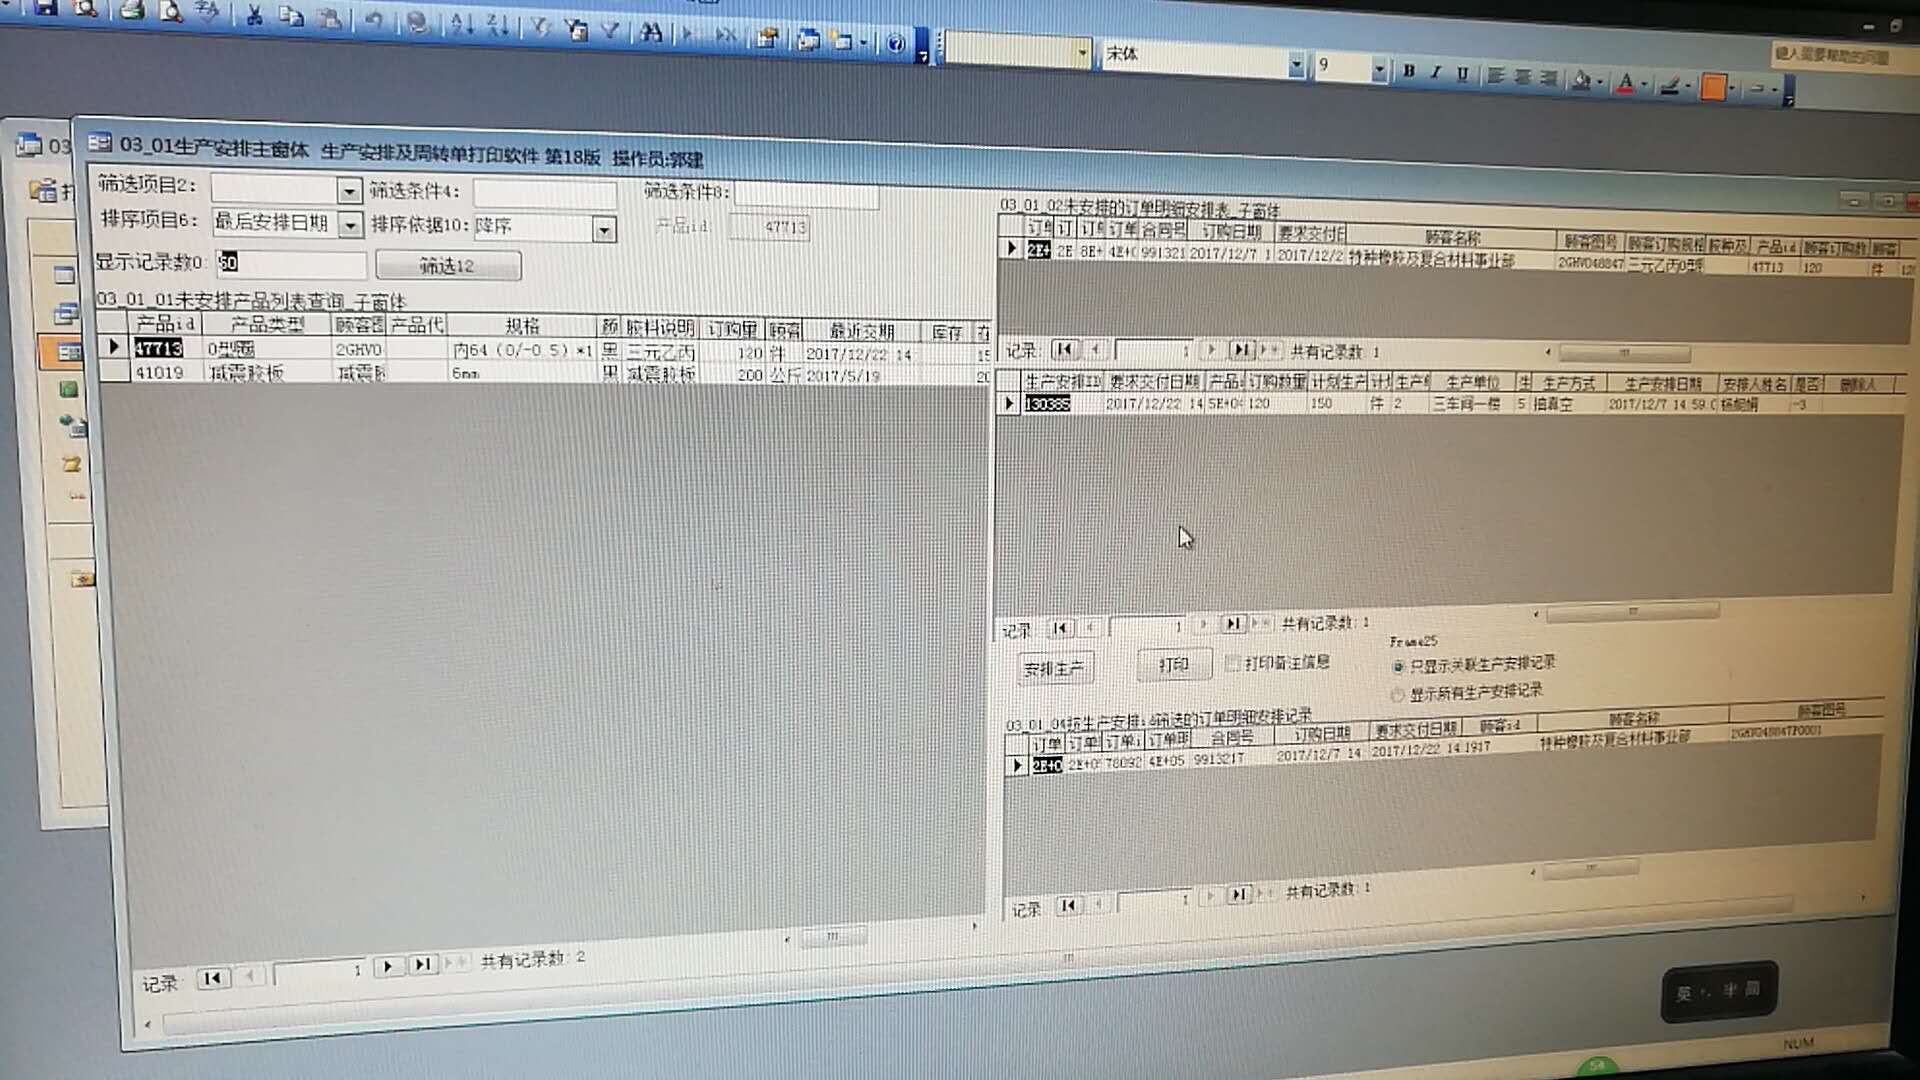 宋体
9
B I U
A
键入需要帮助的问题
03
03_01生产安排主窗体 生产安排及周转单打印软件 第18版 操作员:郭建
筛选项目2:
筛选条件4:
筛选条件8:
排序项目6: 最后安排日期
排序依据10: 降序
产品id: 47713
显示记录数0: 50
筛选12
03_01_01未安排产品列表查询_子窗体
产品id 产品类型 顾客图 产品代 规格 颜 胶料说明 订购量 顾客 最近交期 库存 在
47713 O型圈 2GHV0 内64（0/-0.5）*1 黑 三元乙丙 120 件 2017/12/22 14 15
41019 减震胶板 减震胶 6mm 黑 减震胶板 200 公斤 2017/5/19 20
记录: 1 共有记录数: 2
03_01_02未安排的订单明细安排表_子窗体
订单 订 订单 订单 合同号 订购日期 要求交付日 顾客名称 顾客图号 顾客订购规格 胶种及 产品id 顾客订购数 顾客
2E+ 2E 8E+ 4E+0 991321 2017/12/7 1 2017/12/2 特种橡胶及复合材料事业部 2GHV048847 三元乙丙O型圈 47713 120 件 120
记录: 1 共有记录数: 1
生产安排ID 要求交付日期 产品i 订购数量 计划生产 计划 生产单 生产单位 生 生产方式 生产安排日期 安排人姓名 是否 删除人
130385 2017/12/22 14 5E+04 120 150 件 2 三车间一楼 5 抽真空 2017/12/7 14:59:0 -3
记录: 1 共有记录数: 1
安排生产
打印
打印备注信息
Frame25
只显示关联生产安排记录
显示所有生产安排记录
03_01_04按生产安排id筛选的订单明细安排记录
订单 订单 订单i 订单明 合同号 订购日期 要求交付日期 顾客id 顾客名称 顾客图号
2E+0 2E+0 78092 4E+05 9913217 2017/12/7 14 2017/12/22 14 1917 特种橡胶及复合材料事业部 2GHV048847P0001
记录: 1 共有记录数: 1
英 ·, 半 简
NUM
54